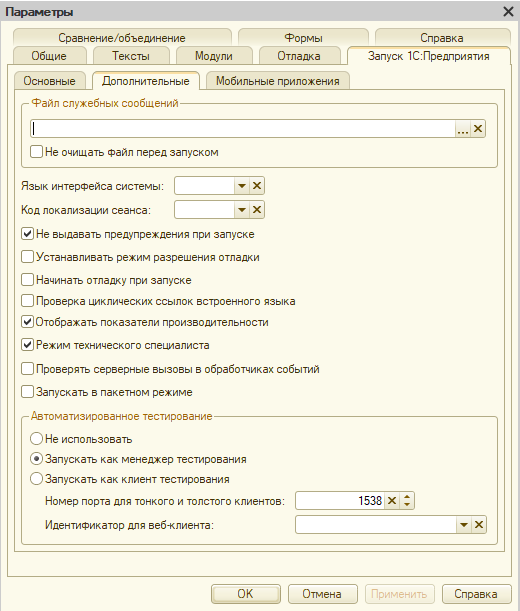 Параметры
Сравнение/объединение Формы Справка
Общие Тексты Модули Отладка Запуск 1С:Предприятия
Основные Дополнительные Мобильные приложения
Файл служебных сообщений
...
Не очищать файл перед запуском
Язык интерфейса системы:
Код локализации сеанса:
Не выдавать предупреждения при запуске
Устанавливать режим разрешения отладки
Начинать отладку при запуске
Проверка циклических ссылок встроенного языка
Отображать показатели производительности
Режим технического специалиста
Проверять серверные вызовы в обработчиках событий
Запускать в пакетном режиме
Автоматизированное тестирование
Не использовать
Запускать как менеджер тестирования
Запускать как клиент тестирования
Номер порта для тонкого и толстого клиентов: 1538
Идентификатор для веб-клиента:
OK Отмена Применить Справка